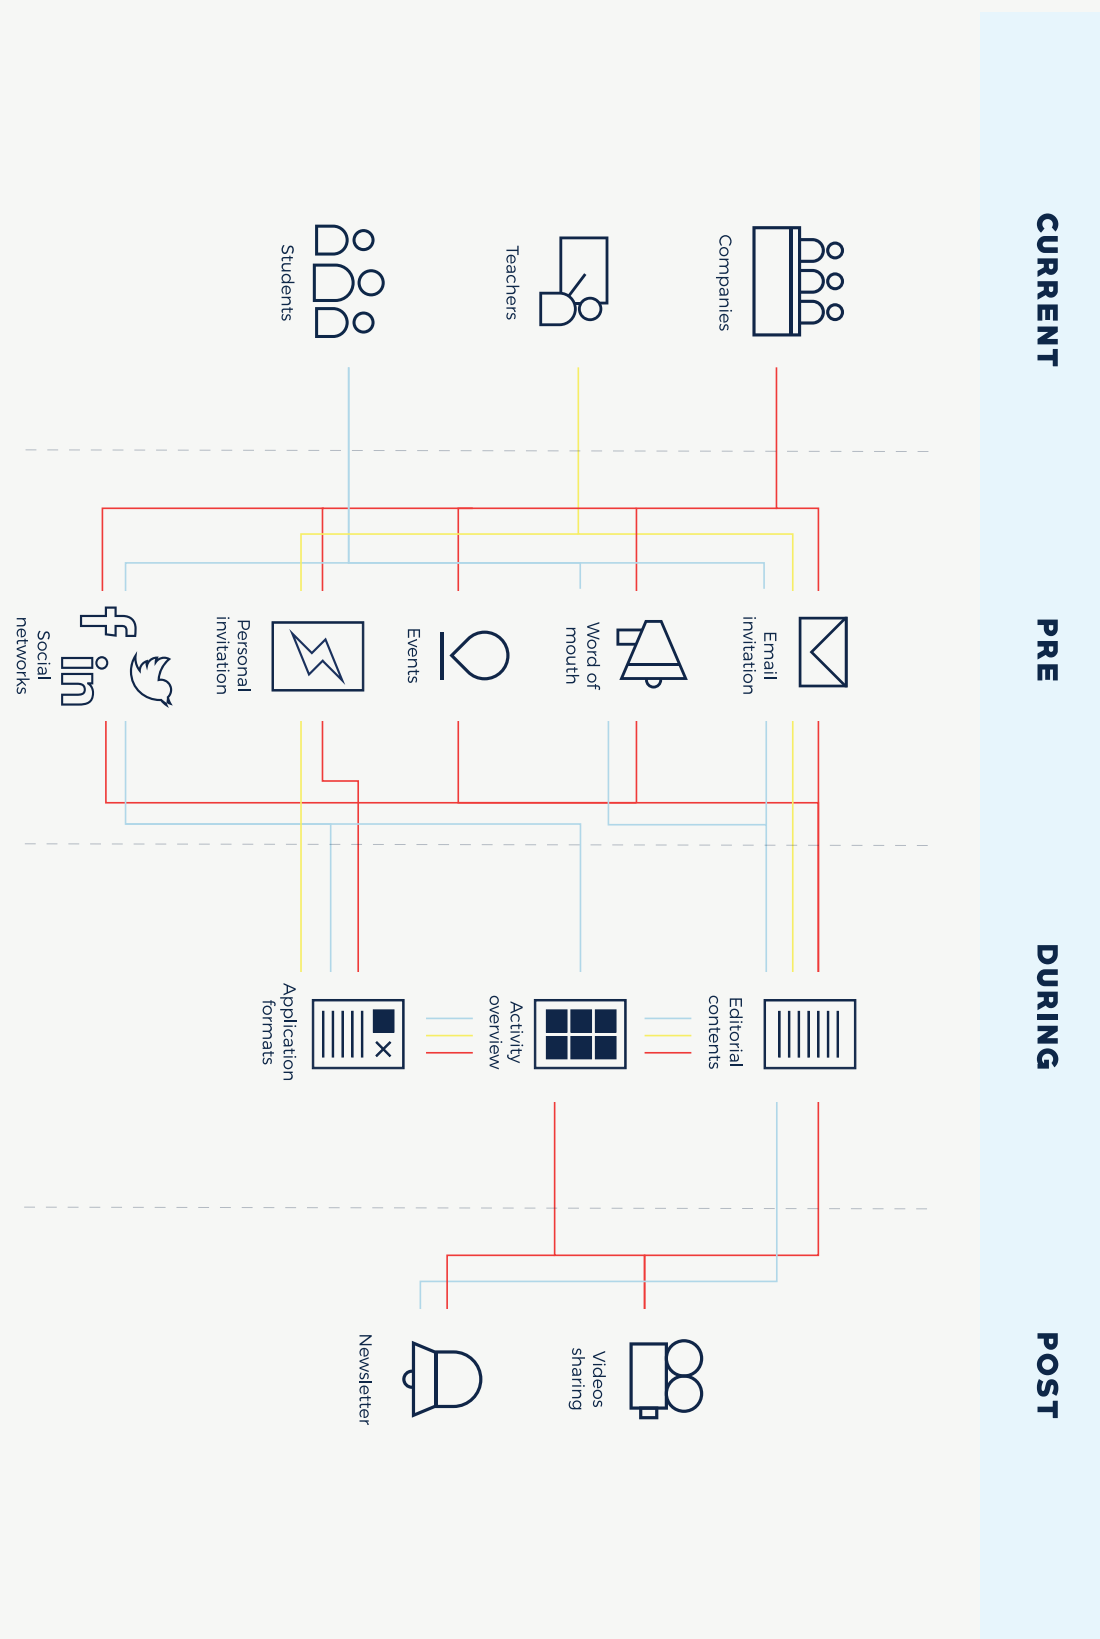 CURRENT
PRE
DURING
POST
Companies
Teachers
Students
Email
invitation
Word of
mouth
Events
Personal
invitation
Social
networks
f
in
Editorial
contents
Activity
overview
Application
formats
Videos
sharing
Newsletter